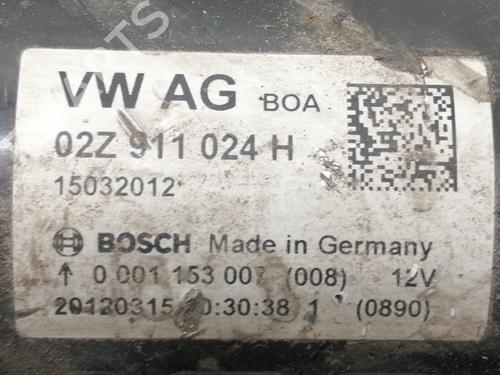 VW AG BOA
02Z 911 024 H
15032012
BOSCH Made in Germany
↑ 0 001 153 007 (008) 12V
20120315 0:30:38 1 (0890)